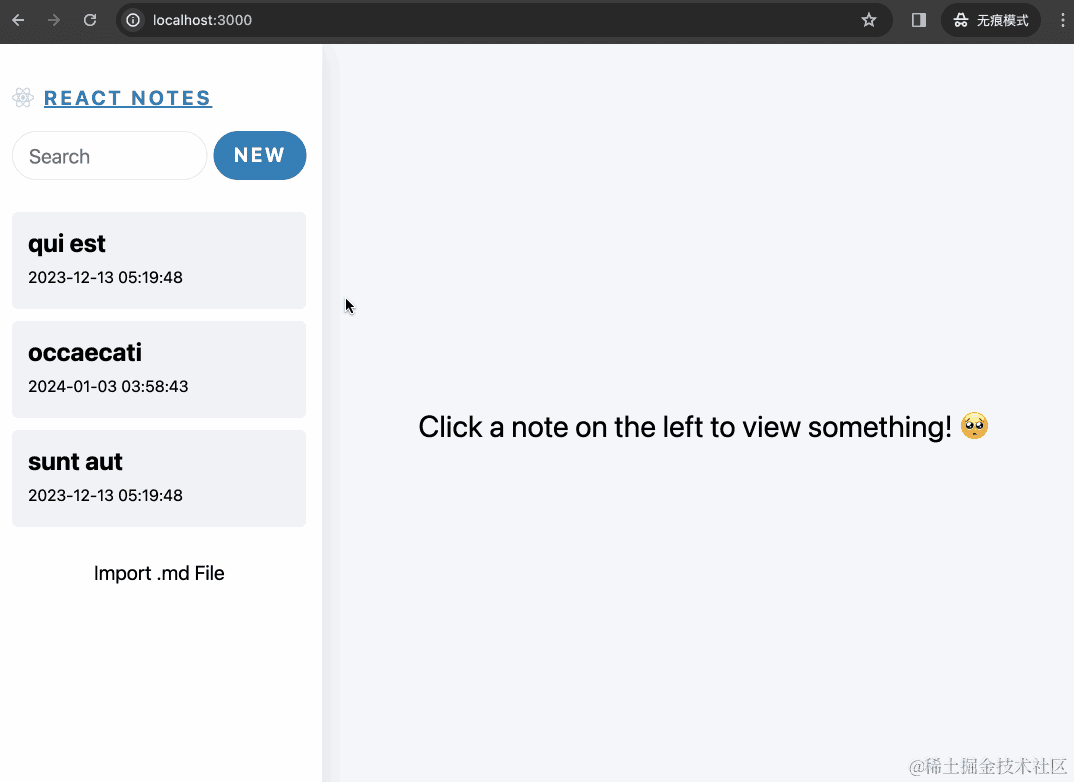 localhost:3000
无痕模式
REACT NOTES
Search
NEW
qui est
2023-12-13 05:19:48
occaecati
2024-01-03 03:58:43
sunt aut
2023-12-13 05:19:48
Import .md File
Click a note on the left to view something! 🥺
@稀土掘金技术社区